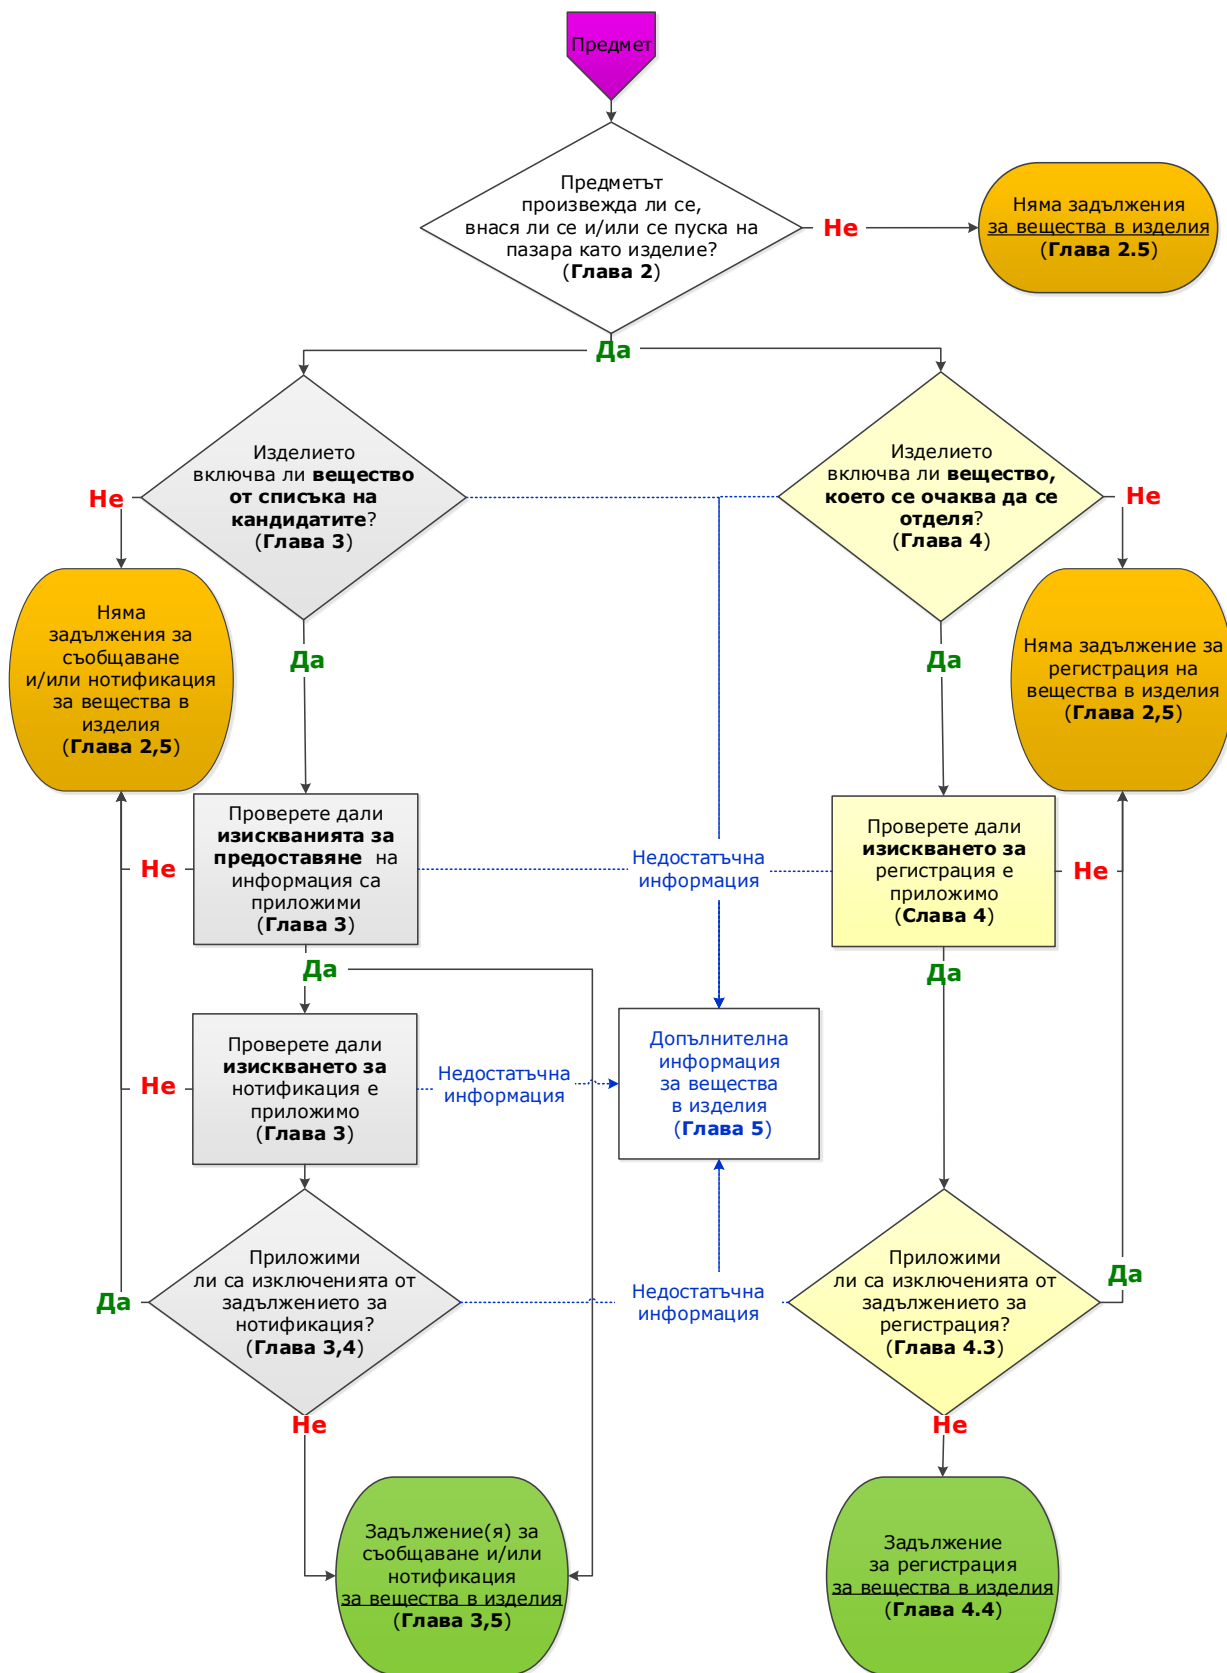 Предмет
Предметът
произвежда ли се,
внася ли се и/или се пуска на
пазара като изделие?
(Глава 2)
Не
Няма задължения
за вещества в изделия
(Глава 2.5)
Да
Изделието
включва ли вещество
от списъка на
кандидатите?
(Глава 3)
Не
Изделието
включва ли вещество,
което се очаква да се
отделя?
(Глава 4)
Не
Няма
задължения за
съобщаване
и/или нотификация
за вещества в
изделия
(Глава 2,5)
Да
Да
Няма задължение за
регистрация на
вещества в изделия
(Глава 2,5)
Проверете дали
изискванията за
предоставяне на
информация са
приложими
(Глава 3)
Не
Недостатъчна
информация
Проверете дали
изискването за
регистрация е
приложимо
(Слава 4)
Не
Да
Да
Проверете дали
изискването за
нотификация е
приложимо
(Глава 3)
Не
Недостатъчна
информация
Допълнителна
информация
за вещества
в изделия
(Глава 5)
Приложими
ли са изключенията от
задължението за
нотификация?
(Глава 3,4)
Да
Недостатъчна
информация
Приложими
ли са изключенията от
задължението за
регистрация?
(Глава 4.3)
Да
Не
Не
Задължение(я) за
съобщаване и/или
нотификация
за вещества в изделия
(Глава 3,5)
Задължение
за регистрация
за вещества в изделия
(Глава 4.4)